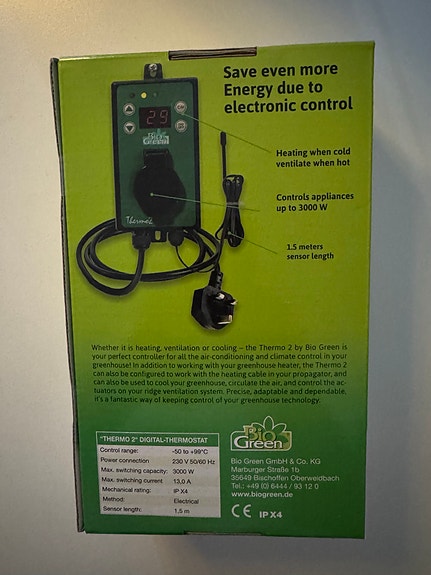 Save even more
Energy due to
electronic control
29
Bio
Green
Thermo2
Heating when cold
ventilate when hot
Controls appliances
up to 3000 W
1.5 meters
sensor length
Whether it is heating, ventilation or cooling – the Thermo 2 by Bio Green is
your perfect controller for all the air-conditioning and climate control in your
greenhouse! In addition to working with your greenhouse heater, the Thermo 2
can also be configured to work with the heating cable in your propagator, and
can also be used to cool your greenhouse, circulate the air, and control the ac-
tuators on your ridge ventilation system. Precise, adaptable and dependable,
it's a fantastic way of keeping control of your greenhouse technology.
"THERMO 2" DIGITAL-THERMOSTAT
Control range: -50 to +99°C
Power connection 230 V 50/60 Hz
Max. switching capacity: 3000 W
Max. switching current 13,0 A
Mechanical rating: IP X4
Method: Electrical
Sensor length: 1.5 m
Bio
Green
Bio Green GmbH & Co. KG
Marburger Straße 1b
35649 Bischoffen Oberweidbach
Tel.: +49 (0) 6444 / 93 12 0
www.biogreen.de
CE IP X4